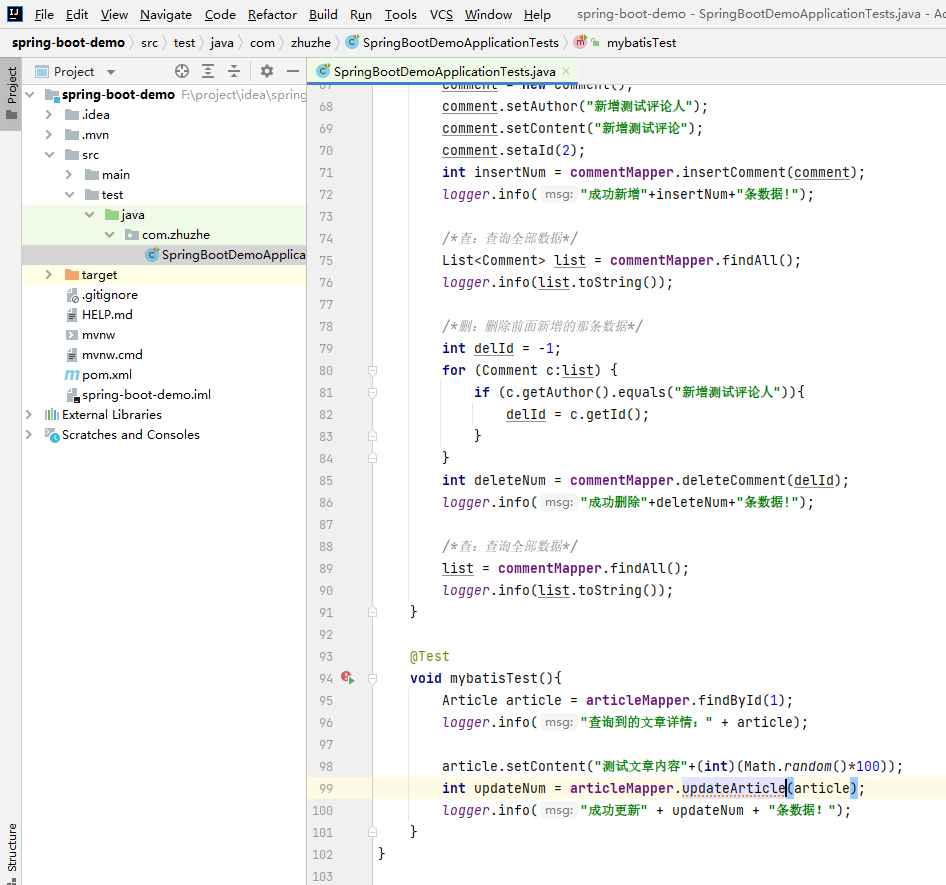 File Edit View Navigate Code Refactor Build Run Tools VCS Window Help spring-boot-demo - SpringBootDemoApplicationTests.java - Ac
spring-boot-demo src test java com zhuzhe SpringBootDemoApplicationTests mybatisTest
Project
Structure
Project
spring-boot-demo F:\project\idea\spring
.idea
.mvn
src
main
test
java
com.zhuzhe
SpringBootDemoApplica
target
.gitignore
HELP.md
mvnw
mvnw.cmd
pom.xml
spring-boot-demo.iml
External Libraries
Scratches and Consoles
SpringBootDemoApplicationTests.java
67 comment = new Comment();
68 comment.setAuthor("新增测试评论人");
69 comment.setContent("新增测试评论");
70 comment.setaId(2);
71 int insertNum = commentMapper.insertComment(comment);
72 logger.info( msg: "成功新增"+insertNum+"条数据!");
73
74 /*查：查询全部数据*/
75 List<Comment> list = commentMapper.findAll();
76 logger.info(list.toString());
77
78 /*删：删除前面新增的那条数据*/
79 int delId = -1;
80 for (Comment c:list) {
81 if (c.getAuthor().equals("新增测试评论人")){
82 delId = c.getId();
83 }
84 }
85 int deleteNum = commentMapper.deleteComment(delId);
86 logger.info( msg: "成功删除"+deleteNum+"条数据!");
87
88 /*查：查询全部数据*/
89 list = commentMapper.findAll();
90 logger.info(list.toString());
91 }
92
93 @Test
94 void mybatisTest(){
95 Article article = articleMapper.findById(1);
96 logger.info( msg: "查询到的文章详情：" + article);
97
98 article.setContent("测试文章内容"+(int)(Math.random()*100));
99 int updateNum = articleMapper.updateArticle(article);
100 logger.info( msg: "成功更新" + updateNum + "条数据！");
101 }
102 }
103